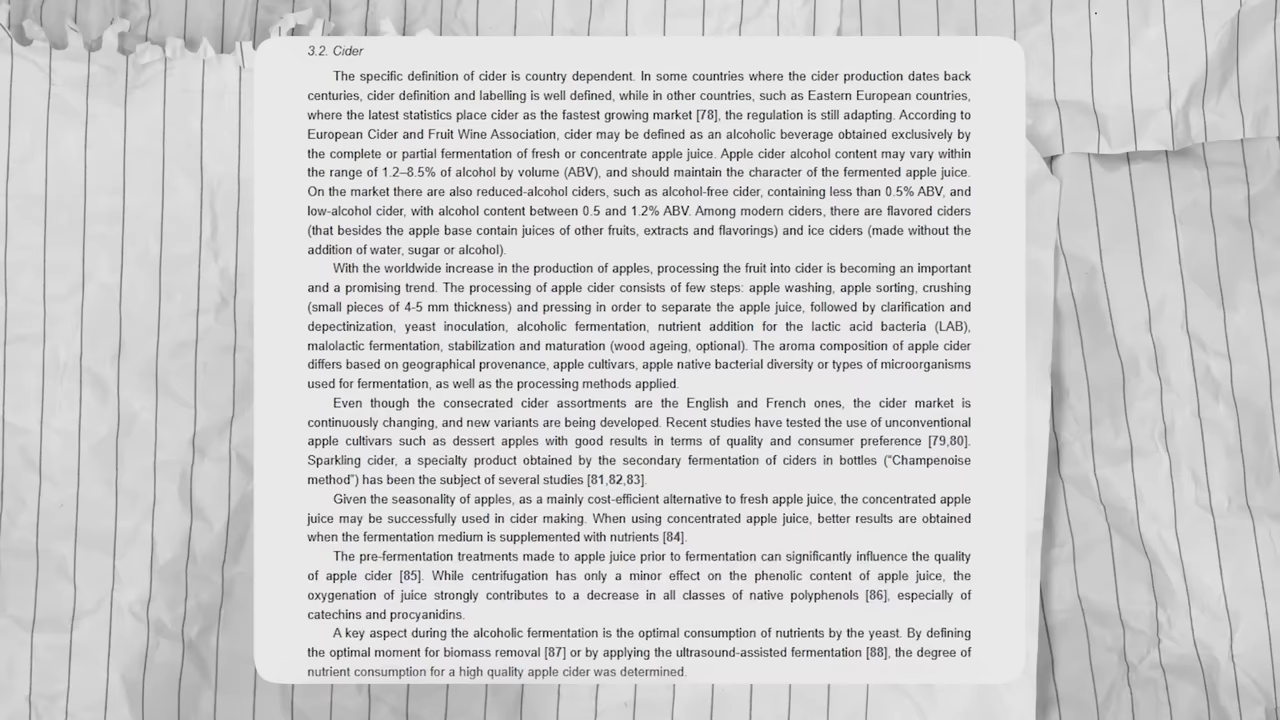 3.2. Cider
The specific definition of cider is country dependent. In some countries where the cider production dates back
centuries, cider definition and labelling is well defined, while in other countries, such as Eastern European countries,
where the latest statistics place cider as the fastest growing market [78], the regulation is still adapting. According to
European Cider and Fruit Wine Association, cider may be defined as an alcoholic beverage obtained exclusively by
the complete or partial fermentation of fresh or concentrate apple juice. Apple cider alcohol content may vary within
the range of 1.2–8.5% of alcohol by volume (ABV), and should maintain the character of the fermented apple juice.
On the market there are also reduced-alcohol ciders, such as alcohol-free cider, containing less than 0.5% ABV, and
low-alcohol cider, with alcohol content between 0.5 and 1.2% ABV. Among modern ciders, there are flavored ciders
(that besides the apple base contain juices of other fruits, extracts and flavorings) and ice ciders (made without the
addition of water, sugar or alcohol).
With the worldwide increase in the production of apples, processing the fruit into cider is becoming an important
and a promising trend. The processing of apple cider consists of few steps: apple washing, apple sorting, crushing
(small pieces of 4-5 mm thickness) and pressing in order to separate the apple juice, followed by clarification and
depectinization, yeast inoculation, alcoholic fermentation, nutrient addition for the lactic acid bacteria (LAB),
malolactic fermentation, stabilization and maturation (wood ageing, optional). The aroma composition of apple cider
differs based on geographical provenance, apple cultivars, apple native bacterial diversity or types of microorganisms
used for fermentation, as well as the processing methods applied.
Even though the consecrated cider assortments are the English and French ones, the cider market is
continuously changing, and new variants are being developed. Recent studies have tested the use of unconventional
apple cultivars such as dessert apples with good results in terms of quality and consumer preference [79,80].
Sparkling cider, a specialty product obtained by the secondary fermentation of ciders in bottles ("Champenoise
method") has been the subject of several studies [81,82,83].
Given the seasonality of apples, as a mainly cost-efficient alternative to fresh apple juice, the concentrated apple
juice may be successfully used in cider making. When using concentrated apple juice, better results are obtained
when the fermentation medium is supplemented with nutrients [84].
The pre-fermentation treatments made to apple juice prior to fermentation can significantly influence the quality
of apple cider [85]. While centrifugation has only a minor effect on the phenolic content of apple juice, the
oxygenation of juice strongly contributes to a decrease in all classes of native polyphenols [86], especially of
catechins and procyanidins.
A key aspect during the alcoholic fermentation is the optimal consumption of nutrients by the yeast. By defining
the optimal moment for biomass removal [87] or by applying the ultrasound-assisted fermentation [88], the degree of
nutrient consumption for a high quality apple cider was determined.